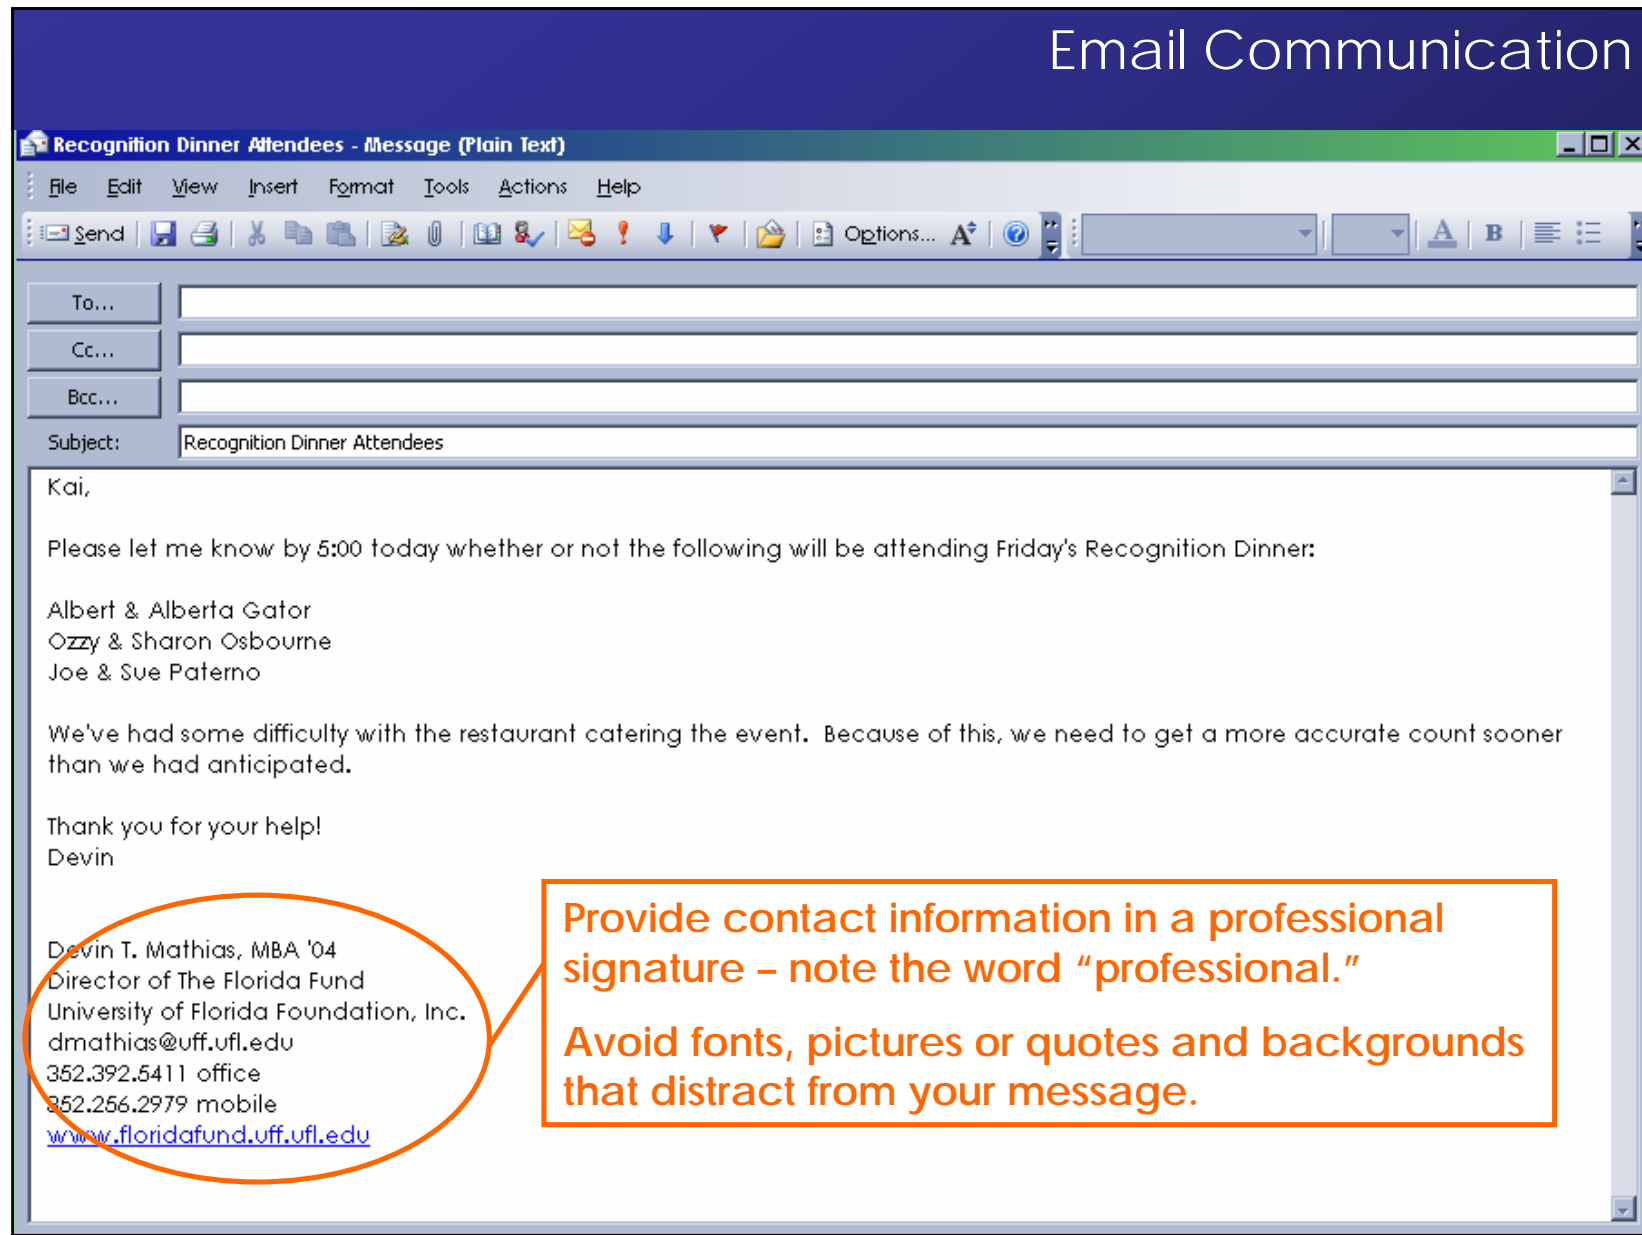 Email Communication
Recognition Dinner Attendees - Message (Plain Text)
File Edit View Insert Format Tools Actions Help
Send Options...
To...
Cc...
Bcc...
Subject: Recognition Dinner Attendees
Kai,
Please let me know by 5:00 today whether or not the following will be attending Friday's Recognition Dinner:
Albert & Alberta Gator
Ozzy & Sharon Osbourne
Joe & Sue Paterno
We've had some difficulty with the restaurant catering the event.  Because of this, we need to get a more accurate count sooner
than we had anticipated.
Thank you for your help!
Devin
Devin T. Mathias, MBA '04
Director of The Florida Fund
University of Florida Foundation, Inc.
dmathias@uff.ufl.edu
352.392.5411 office
352.256.2979 mobile
www.floridafund.uff.ufl.edu
Provide contact information in a professional
signature – note the word “professional.”
Avoid fonts, pictures or quotes and backgrounds
that distract from your message.